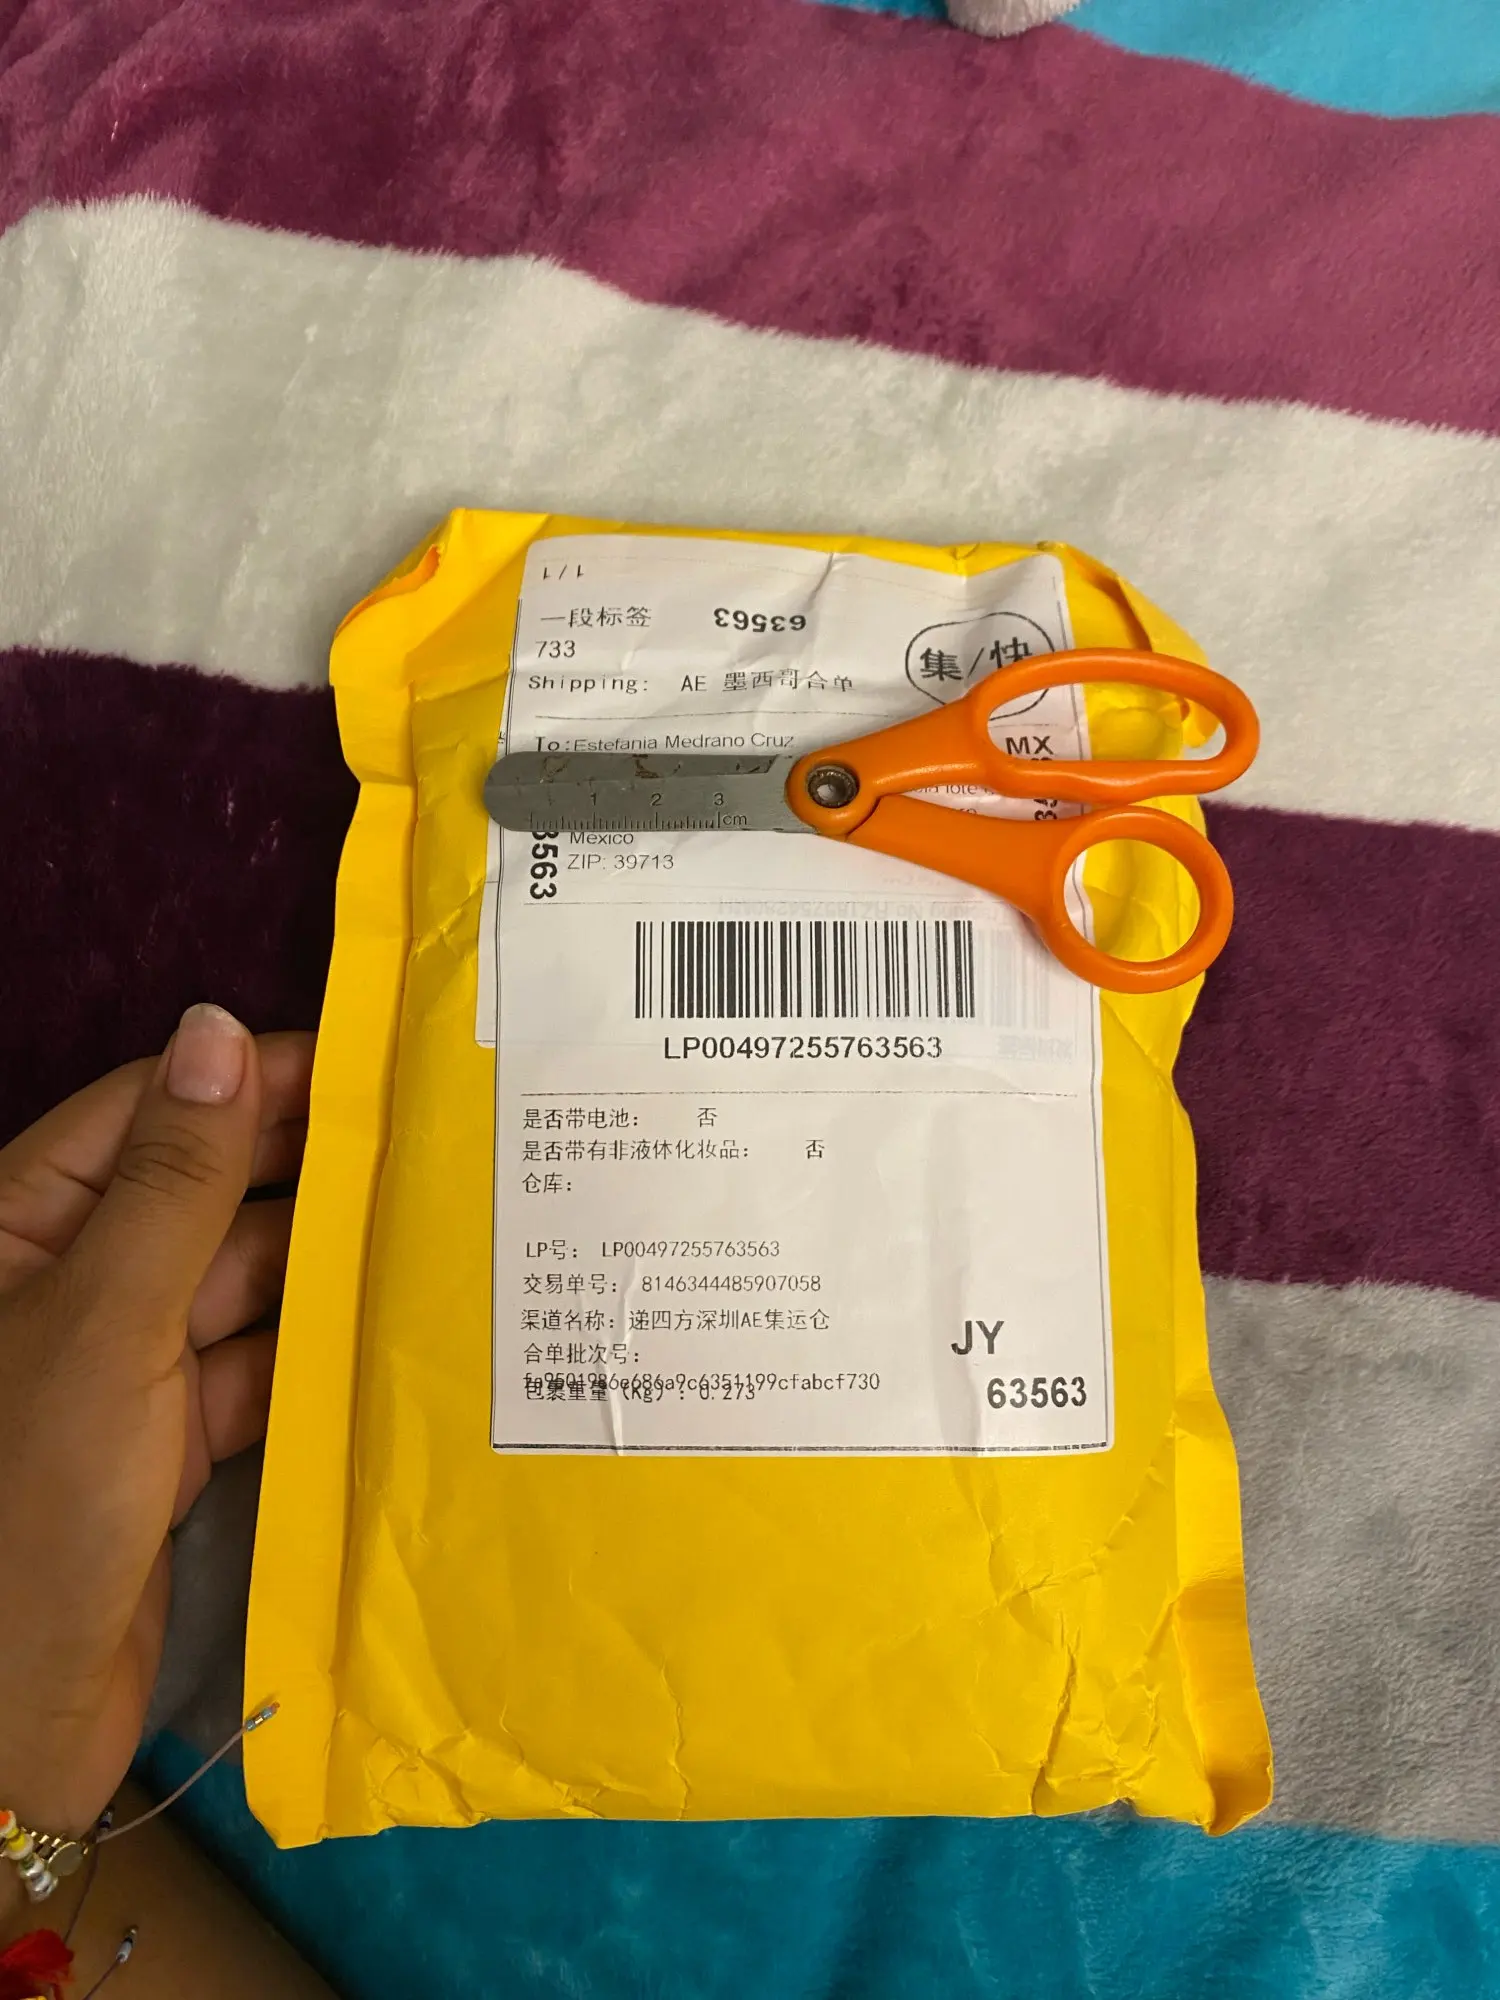 1/1
一段标签 63563
733
集/快
Shipping: AE 墨西哥合单
To:Estefania Medrano Cruz
MX
1 2 3
cm
Mexico
ZIP: 39713
3563
LP00497255763563
是否带电池: 否
是否带有非液体化妆品: 否
仓库:
LP号: LP00497255763563
交易单号: 8146344485907058
渠道名称: 递四方深圳AE集运仓
合单批次号:
包裹重量 (Kg) : 0.273
JY
63563